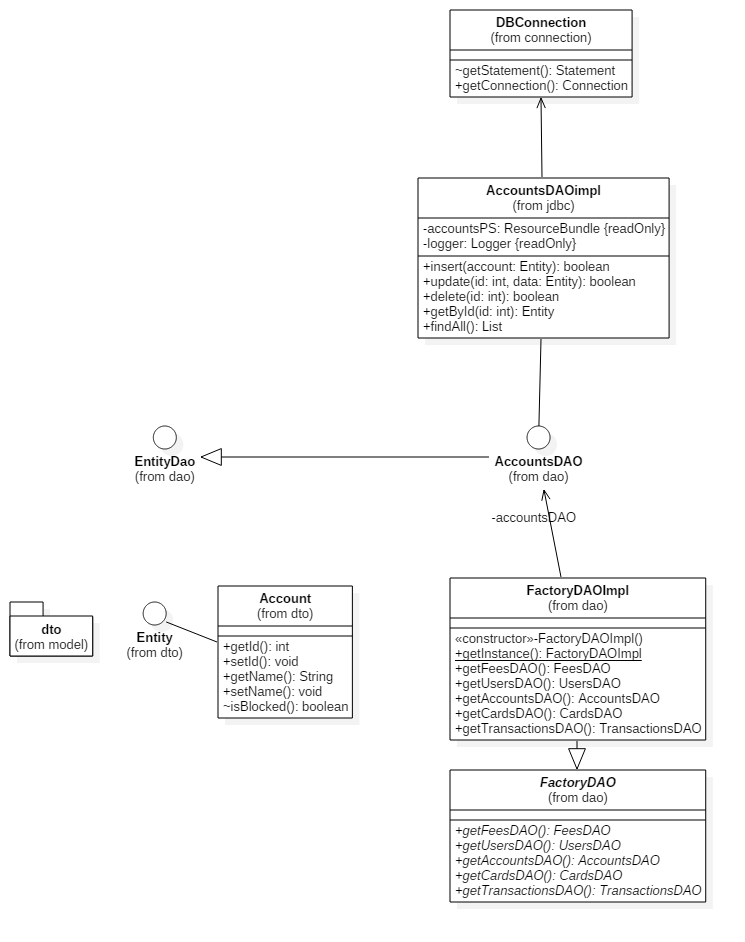 DBConnection
(from connection)
~getStatement(): Statement
+getConnection(): Connection
AccountsDAOimpl
(from jdbc)
-accountsPS: ResourceBundle {readOnly}
-logger: Logger {readOnly}
+insert(account: Entity): boolean
+update(id: int, data: Entity): boolean
+delete(id: int): boolean
+getById(id: int): Entity
+findAll(): List
EntityDao
(from dao)
AccountsDAO
(from dao)
-accountsDAO
dto
(from model)
Entity
(from dto)
Account
(from dto)
+getId(): int
+setId(): void
+getName(): String
+setName(): void
~isBlocked(): boolean
FactoryDAOImpl
(from dao)
«constructor»-FactoryDAOImpl()
+getInstance(): FactoryDAOImpl
+getFeesDAO(): FeesDAO
+getUsersDAO(): UsersDAO
+getAccountsDAO(): AccountsDAO
+getCardsDAO(): CardsDAO
+getTransactionsDAO(): TransactionsDAO
FactoryDAO
(from dao)
+getFeesDAO(): FeesDAO
+getUsersDAO(): UsersDAO
+getAccountsDAO(): AccountsDAO
+getCardsDAO(): CardsDAO
+getTransactionsDAO(): TransactionsDAO